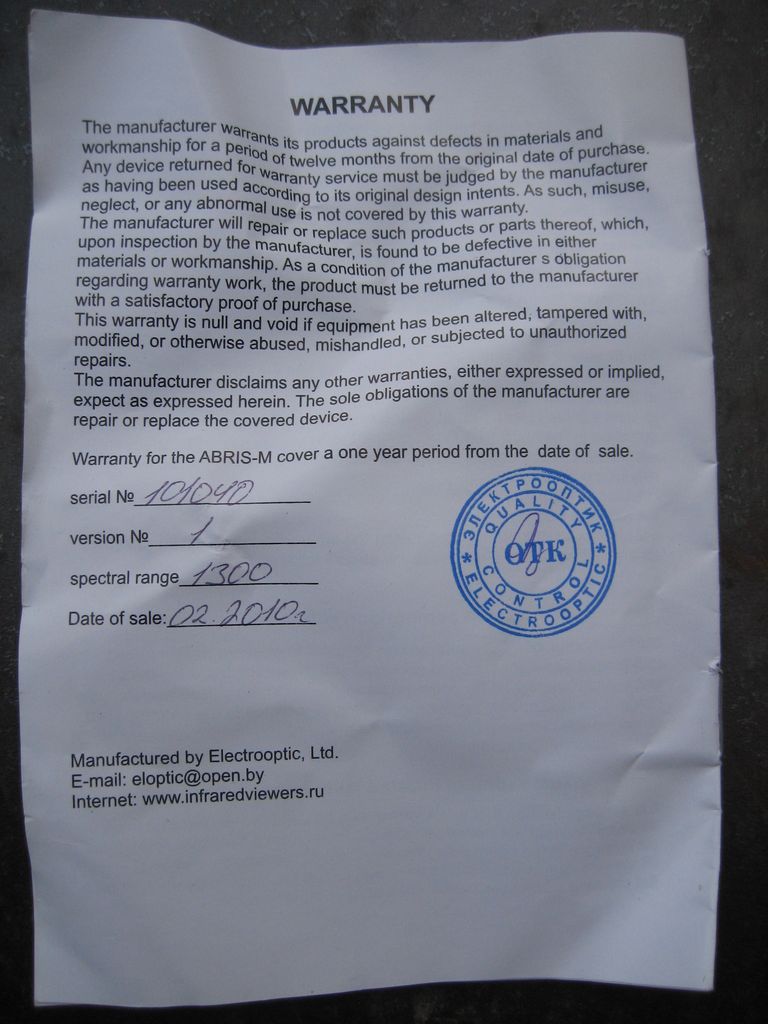 WARRANTY
The manufacturer warrants its products against defects in materials and
workmanship for a period of twelve months from the original date of purchase.
Any device returned for warranty service must be judged by the manufacturer
as having been used according to its original design intents. As such, misuse,
neglect, or any abnormal use is not covered by this warranty.
The manufacturer will repair or replace such products or parts thereof, which,
upon inspection by the manufacturer, is found to be defective in either
materials or workmanship. As a condition of the manufacturer s obligation
regarding warranty work, the product must be returned to the manufacturer
with a satisfactory proof of purchase.
This warranty is null and void if equipment has been altered, tampered with,
modified, or otherwise abused, mishandled, or subjected to unauthorized
repairs.
The manufacturer disclaims any other warranties, either expressed or implied,
expect as expressed herein. The sole obligations of the manufacturer are
repair or replace the covered device.
Warranty for the ABRIS-M cover a one year period from the date of sale.
serial № 101040
version № 1
spectral range 1300
Date of sale: 02.2010г
ЭЛЕКТРООПТИК
QUALITY
ОТК
CONTROL
* ELECTROOPTIC *
Manufactured by Electrooptic, Ltd.
E-mail: eloptic@open.by
Internet: www.infraredviewers.ru